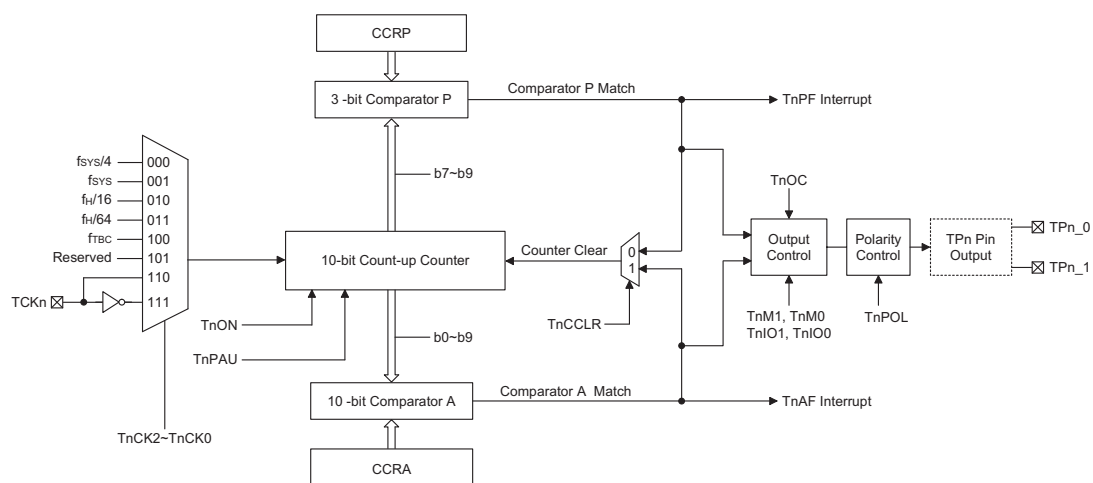 CCRP
3 -bit Comparator P
Comparator P Match
TnPF Interrupt
b7~b9
fSYS/4
000
fSYS
001
fH/16
010
fH/64
011
fTBC
100
Reserved
101
110
TCKn
111
10-bit Count-up Counter
Counter Clear
0
1
TnOC
Output
Control
Polarity
Control
TPn Pin
Output
TPn_0
TPn_1
TnON
TnPAU
TnCCLR
TnM1, TnM0
TnIO1, TnIO0
TnPOL
b0~b9
10 -bit Comparator A
Comparator A Match
TnAF Interrupt
TnCK2~TnCK0
CCRA